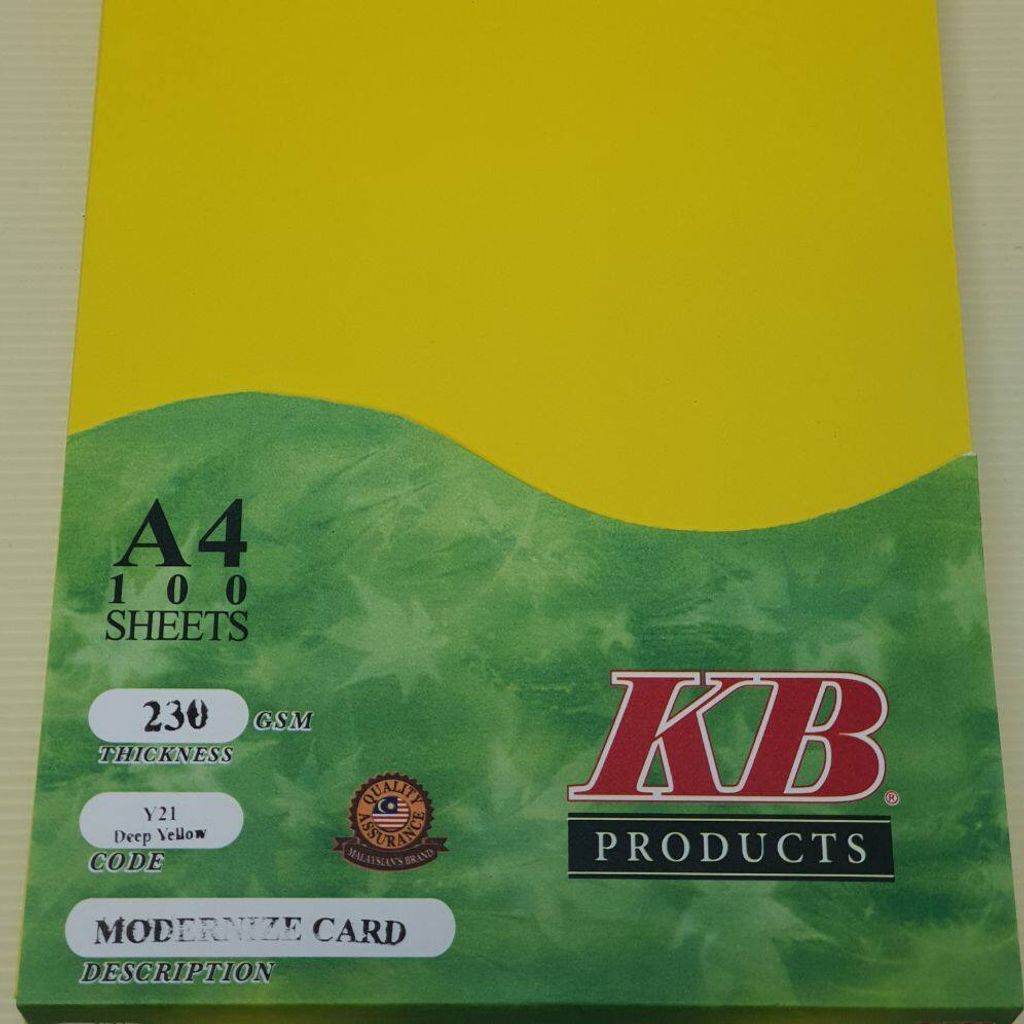 A4
100
SHEETS
230 GSM
THICKNESS
Y21
Deep Yellow
CODE
MODERNIZE CARD
DESCRIPTION
QUALITY
ASSURANCE
MALAYSIAN'S BRAND
KB®
PRODUCTS